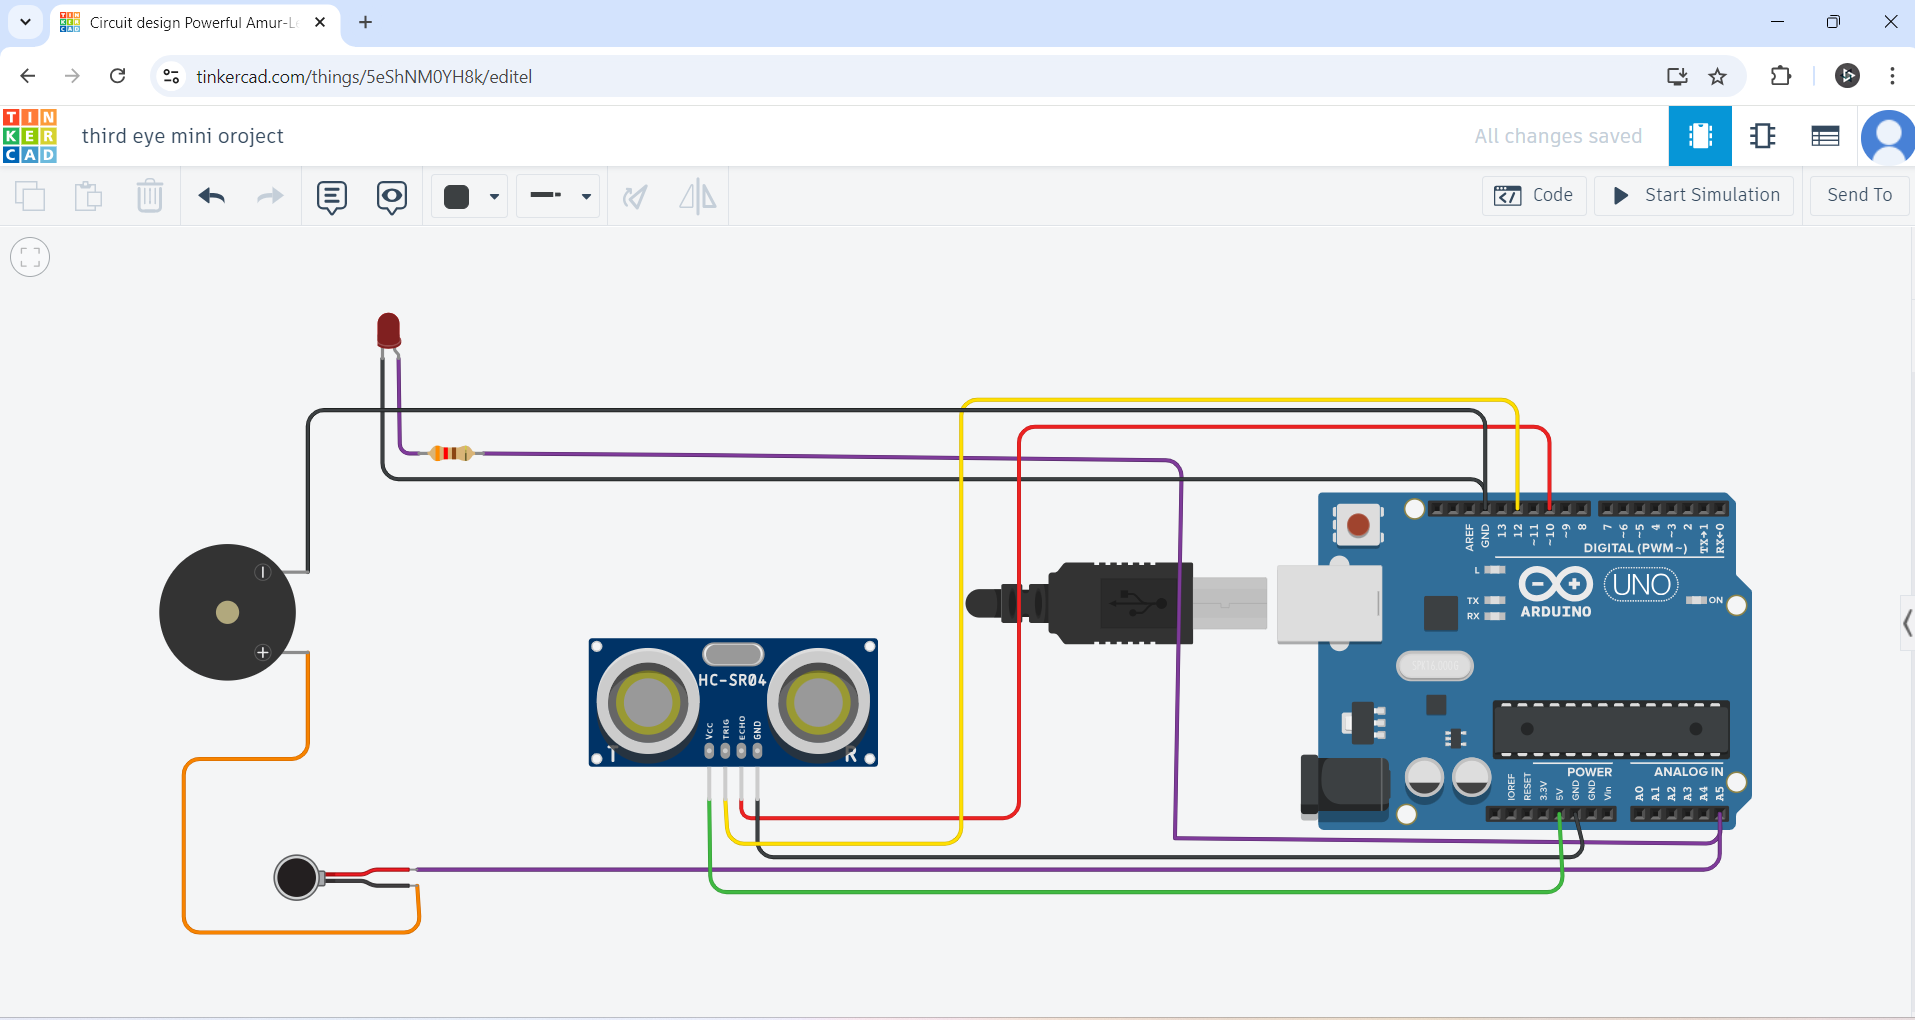 Circuit design Powerful Amur-Le
tinkercad.com/things/5eShNM0YH8k/editel
TIN
KER
CAD
third eye mini oroject
All changes saved
Code
Start Simulation
Send To
AREF
GND
13
12
~11
~10
~9
8
7
~6
~5
4
~3
2
TX→1
RX←0
DIGITAL (PWM~)
L
TX
RX
ARDUINO
UNO
ON
HC-SR04
VCC
TRIG
ECHO
GND
T
R
POWER
ANALOG IN
IOREF
RESET
3.3V
5V
GND
GND
Vin
A0
A1
A2
A3
A4
A5